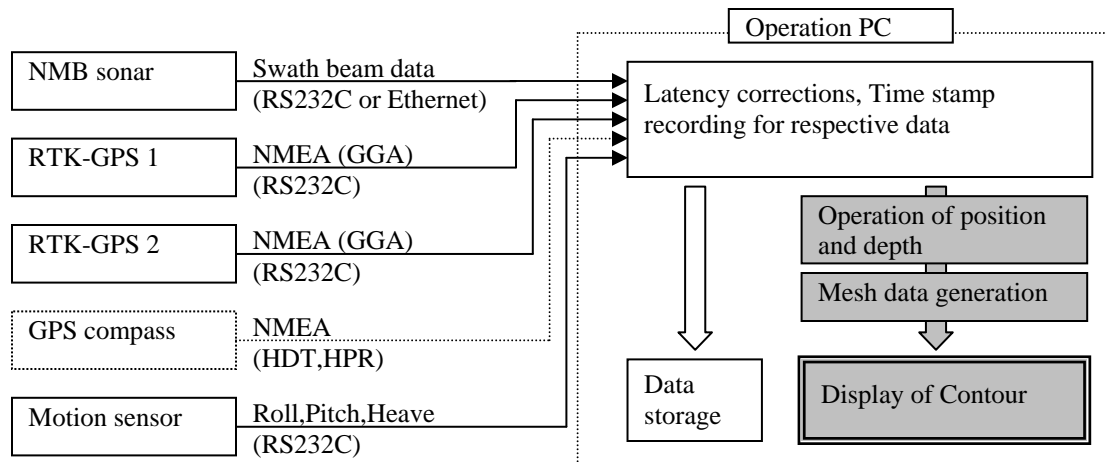 Operation PC
NMB sonar
Swath beam data
(RS232C or Ethernet)
Latency corrections, Time stamp
recording for respective data
RTK-GPS 1
NMEA (GGA)
(RS232C)
RTK-GPS 2
NMEA (GGA)
(RS232C)
Operation of position
and depth
Mesh data generation
GPS compass
NMEA
(HDT,HPR)
Data
storage
Display of Contour
Motion sensor
Roll,Pitch,Heave
(RS232C)